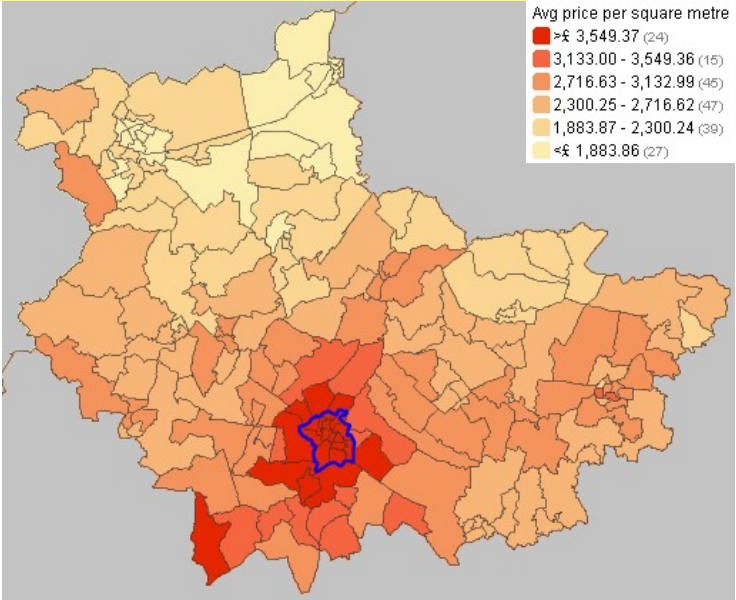 Avg price per square metre
>£ 3,549.37 (24)
3,133.00 - 3,549.36 (15)
2,716.63 - 3,132.99 (45)
2,300.25 - 2,716.62 (47)
1,883.87 - 2,300.24 (39)
<£ 1,883.86 (27)